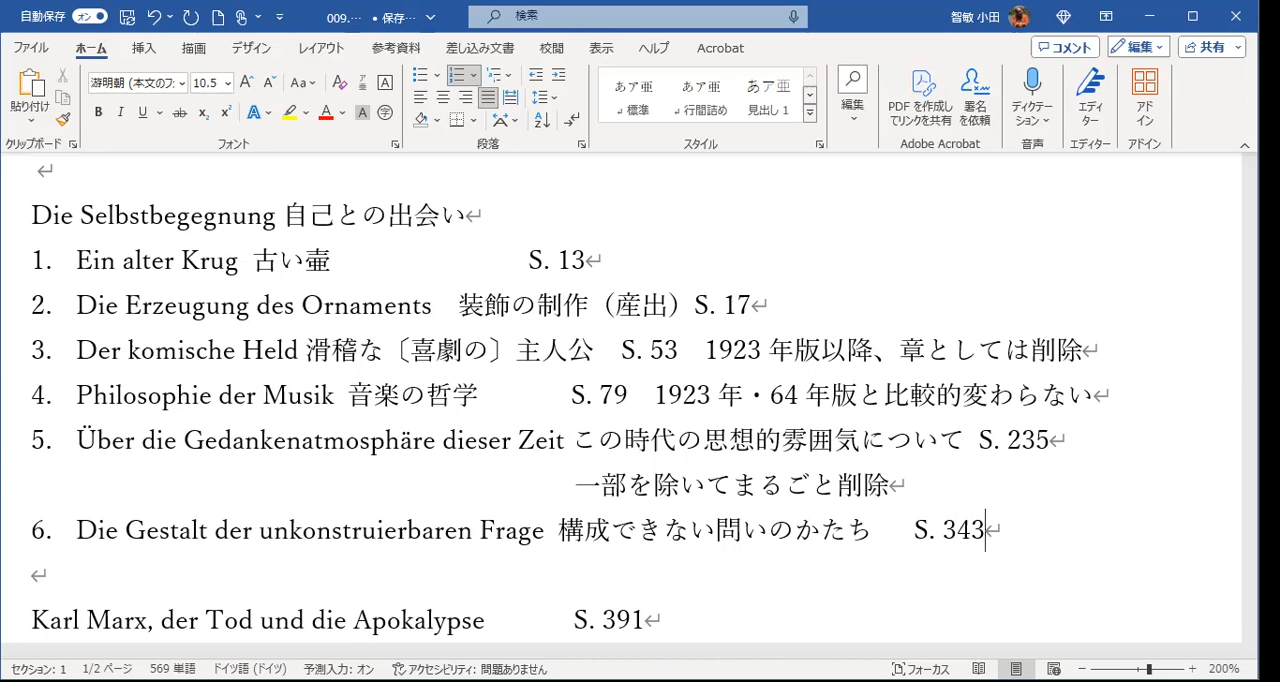 自動保存 オン 009.… • 保存… 検索 智敏 小田
ファイル ホーム 挿入 描画 デザイン レイアウト 参考資料 差し込み文書 校閲 表示 ヘルプ Acrobat コメント 編集 共有
貼り付け
游明朝 (本文のフ 10.5 Aa
B I U ab x₂ x² A A A 字
あア亜 あア亜 あア亜
↲標準 ↲行間詰め 見出し 1
編集
PDF を作成し
てリンクを共有
署名
を依頼
ディクテー
ション
エディ
ター
アド
イン
クリップボード フォント 段落 スタイル Adobe Acrobat 音声 エディター アドイン
Die Selbstbegegnung 自己との出会い↵
1. Ein alter Krug 古い壷 S. 13↵
2. Die Erzeugung des Ornaments 装飾の制作（産出）S. 17↵
3. Der komische Held 滑稽な〔喜劇の〕主人公 S. 53 1923 年版以降、章としては削除↵
4. Philosophie der Musik 音楽の哲学 S. 79 1923 年・64 年版と比較的変わらない↵
5. Über die Gedankenatmosphäre dieser Zeit この時代の思想的雰囲気について S. 235↵
一部を除いてまるごと削除↵
6. Die Gestalt der unkonstruierbaren Frage 構成できない問いのかたち S. 343↵
Karl Marx, der Tod und die Apokalypse S. 391↵
セクション: 1 1/2 ページ 569 単語 ドイツ語 (ドイツ) 予測入力: オン アクセシビリティ: 問題ありません フォーカス 200%